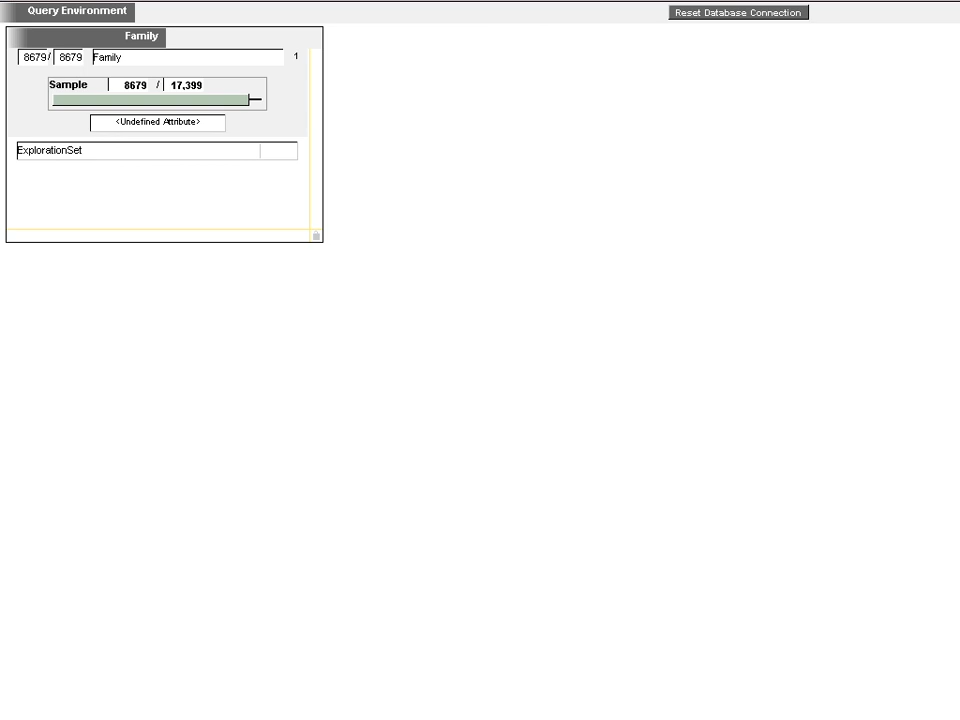 Query Environment
Reset Database Connection
Family
8679/ 8679 Family 1
Sample 8679 / 17,399
<Undefined Attribute>
ExplorationSet